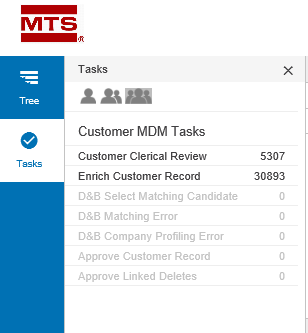 MTS
®
Tasks
Tree
Tasks
Customer MDM Tasks
Customer Clerical Review 5307
Enrich Customer Record 30893
D&B Select Matching Candidate 0
D&B Matching Error 0
D&B Company Profiling Error 0
Approve Customer Record 0
Approve Linked Deletes 0